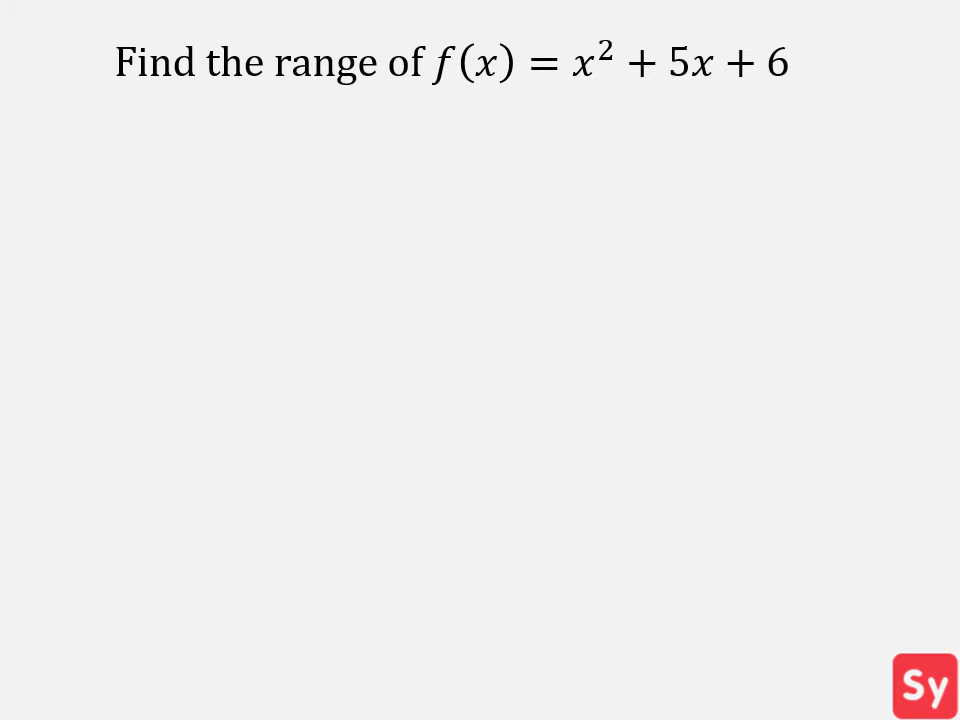 Find the range of f(x) = x² + 5x + 6
Sy